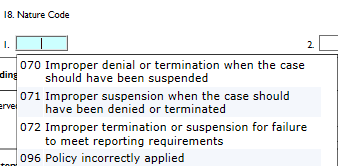 18. Nature Code
1.
2.
ding
070 Improper denial or termination when the case
should have been suspended
071 Improper suspension when the case should
have been denied or terminated
erve
072 Improper termination or suspension for failure
to meet reporting requirements
096 Policy incorrectly applied